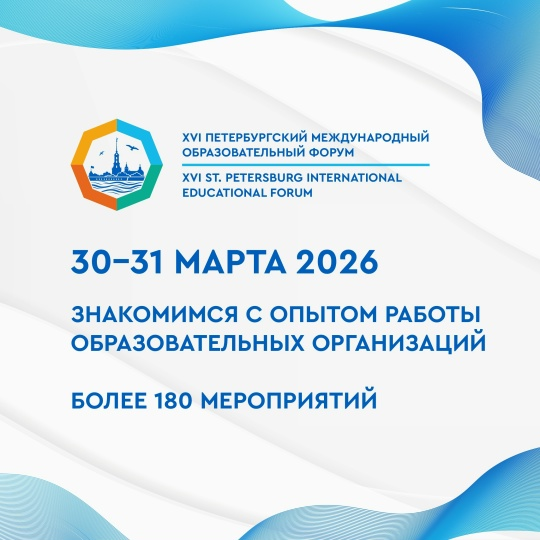 XVI ПЕТЕРБУРГСКИЙ МЕЖДУНАРОДНЫЙ
ОБРАЗОВАТЕЛЬНЫЙ ФОРУМ
XVI ST. PETERSBURG INTERNATIONAL
EDUCATIONAL FORUM
30–31 МАРТА 2026
ЗНАКОМИМСЯ С ОПЫТОМ РАБОТЫ
ОБРАЗОВАТЕЛЬНЫХ ОРГАНИЗАЦИЙ
БОЛЕЕ 180 МЕРОПРИЯТИЙ